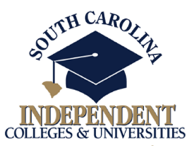 SOUTH CAROLINA
INDEPENDENT
COLLEGES & UNIVERSITIES